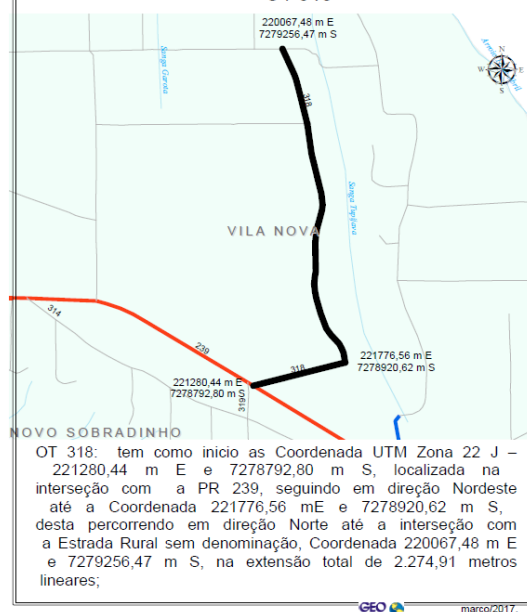 220067,48 m E
7279256,47 m S
Sanga Garota
N
W E
S
318
Sanga Tupijava
VILA NOVA
314
239
221776,56 m E
7278920,62 m S
318
221280,44 m E
7278792,80 m S
319
NOVO SOBRADINHO
OT 318: tem como inicio as Coordenada UTM Zona 22 J –
221280,44 m E e 7278792,80 m S, localizada na
interseção com a PR 239, seguindo em direção Nordeste
até a Coordenada 221776,56 mE e 7278920,62 m S,
desta percorrendo em direção Norte até a interseção com
a Estrada Rural sem denominação, Coordenada 220067,48 m E
e 7279256,47 m S, na extensão total de 2.274,91 metros
lineares;
GEO
março/2017.